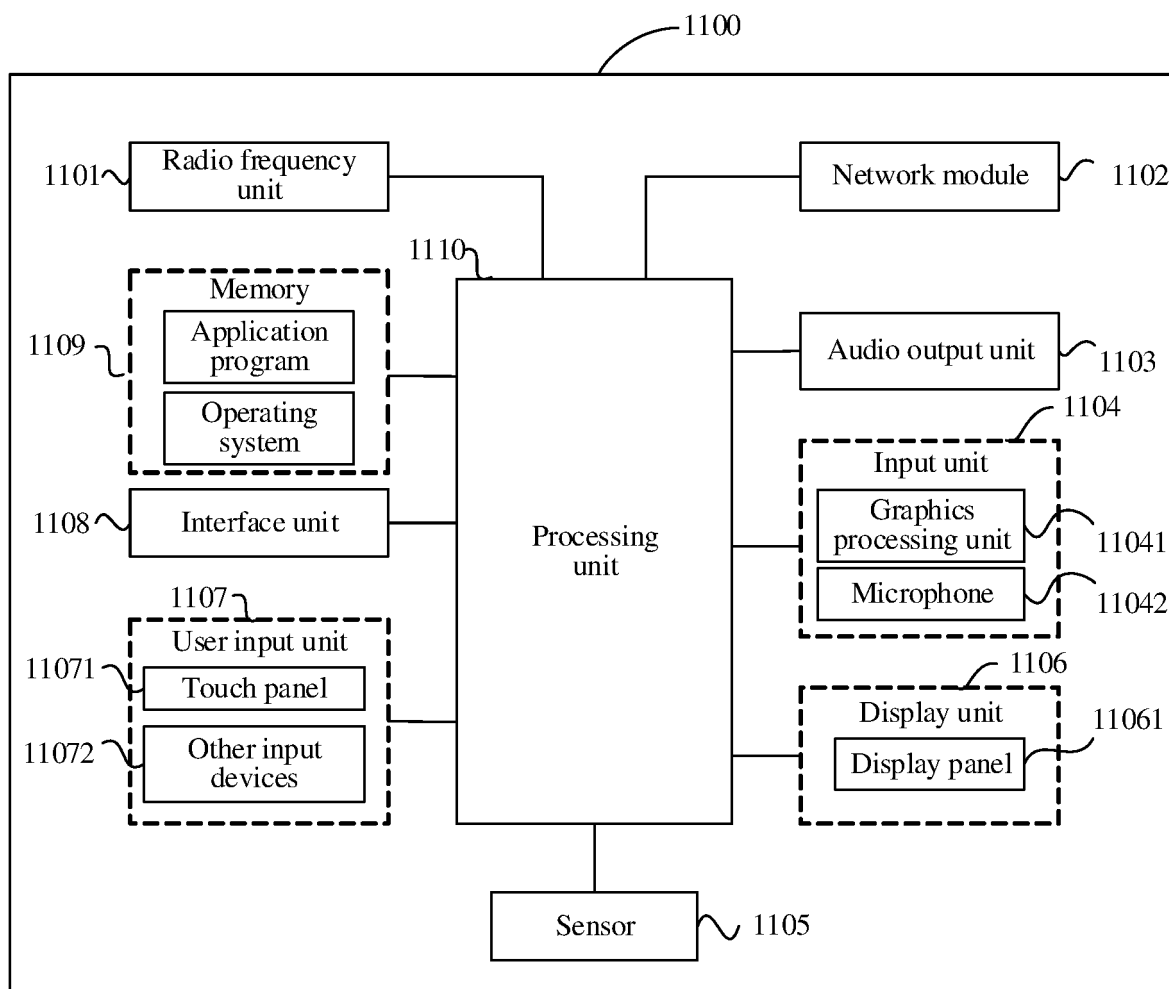 1100
1101
Radio frequency
unit
Network module
1102
1110
Memory
Application
program
Operating
system
1109
Audio output unit
1103
1104
Input unit
Graphics
processing unit
11041
Microphone
11042
1108
Interface unit
Processing
unit
1107
User input unit
11071
Touch panel
11072
Other input
devices
1106
Display unit
11061
Display panel
Sensor
1105